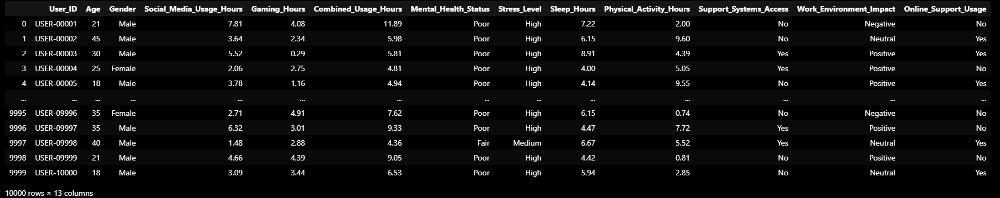 User_ID Age Gender Social_Media_Usage_Hours Gaming_Hours Combined_Usage_Hours Mental_Health_Status Stress_Level Sleep_Hours Physical_Activity_Hours Support_Systems_Access Work_Environment_Impact Online_Support_Usage
0 USER-00001 21 Male 7.81 4.08 11.89 Poor High 7.22 2.00 No Negative No
1 USER-00002 45 Male 3.64 2.34 5.98 Poor High 6.15 9.60 No Neutral Yes
2 USER-00003 30 Male 5.52 0.29 5.81 Poor High 8.91 4.39 Yes Positive Yes
3 USER-00004 25 Female 2.06 2.75 4.81 Poor High 4.00 5.05 Yes Positive No
4 USER-00005 18 Male 3.78 1.16 4.94 Poor High 4.14 9.55 No Positive Yes
... ... ... ... ... ... ... ... ... ... ... ... ... ...
9995 USER-09996 35 Female 2.71 4.91 7.62 Poor High 6.15 0.74 No Negative No
9996 USER-09997 35 Male 6.32 3.01 9.33 Poor High 4.47 7.72 Yes Positive No
9997 USER-09998 40 Male 1.48 2.88 4.36 Fair Medium 6.67 5.52 Yes Neutral Yes
9998 USER-09999 21 Male 4.66 4.39 9.05 Poor High 4.42 0.81 No Positive No
9999 USER-10000 18 Male 3.09 3.44 6.53 Poor High 5.94 2.85 No Neutral Yes
10000 rows × 13 columns